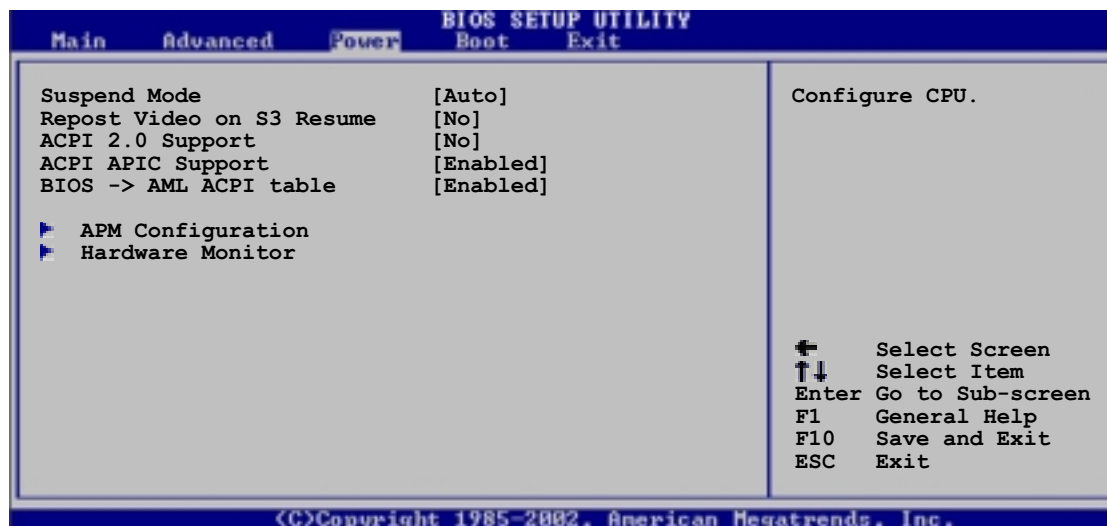 BIOS SETUP UTILITY
Main Advanced Power Boot Exit
Suspend Mode [Auto]
Repost Video on S3 Resume [No]
ACPI 2.0 Support [No]
ACPI APIC Support [Enabled]
BIOS -> AML ACPI table [Enabled]
APM Configuration
Hardware Monitor
Configure CPU.
← Select Screen
↑↓ Select Item
Enter Go to Sub-screen
F1 General Help
F10 Save and Exit
ESC Exit
(C)Copyright 1985-2002, American Megatrends, Inc.